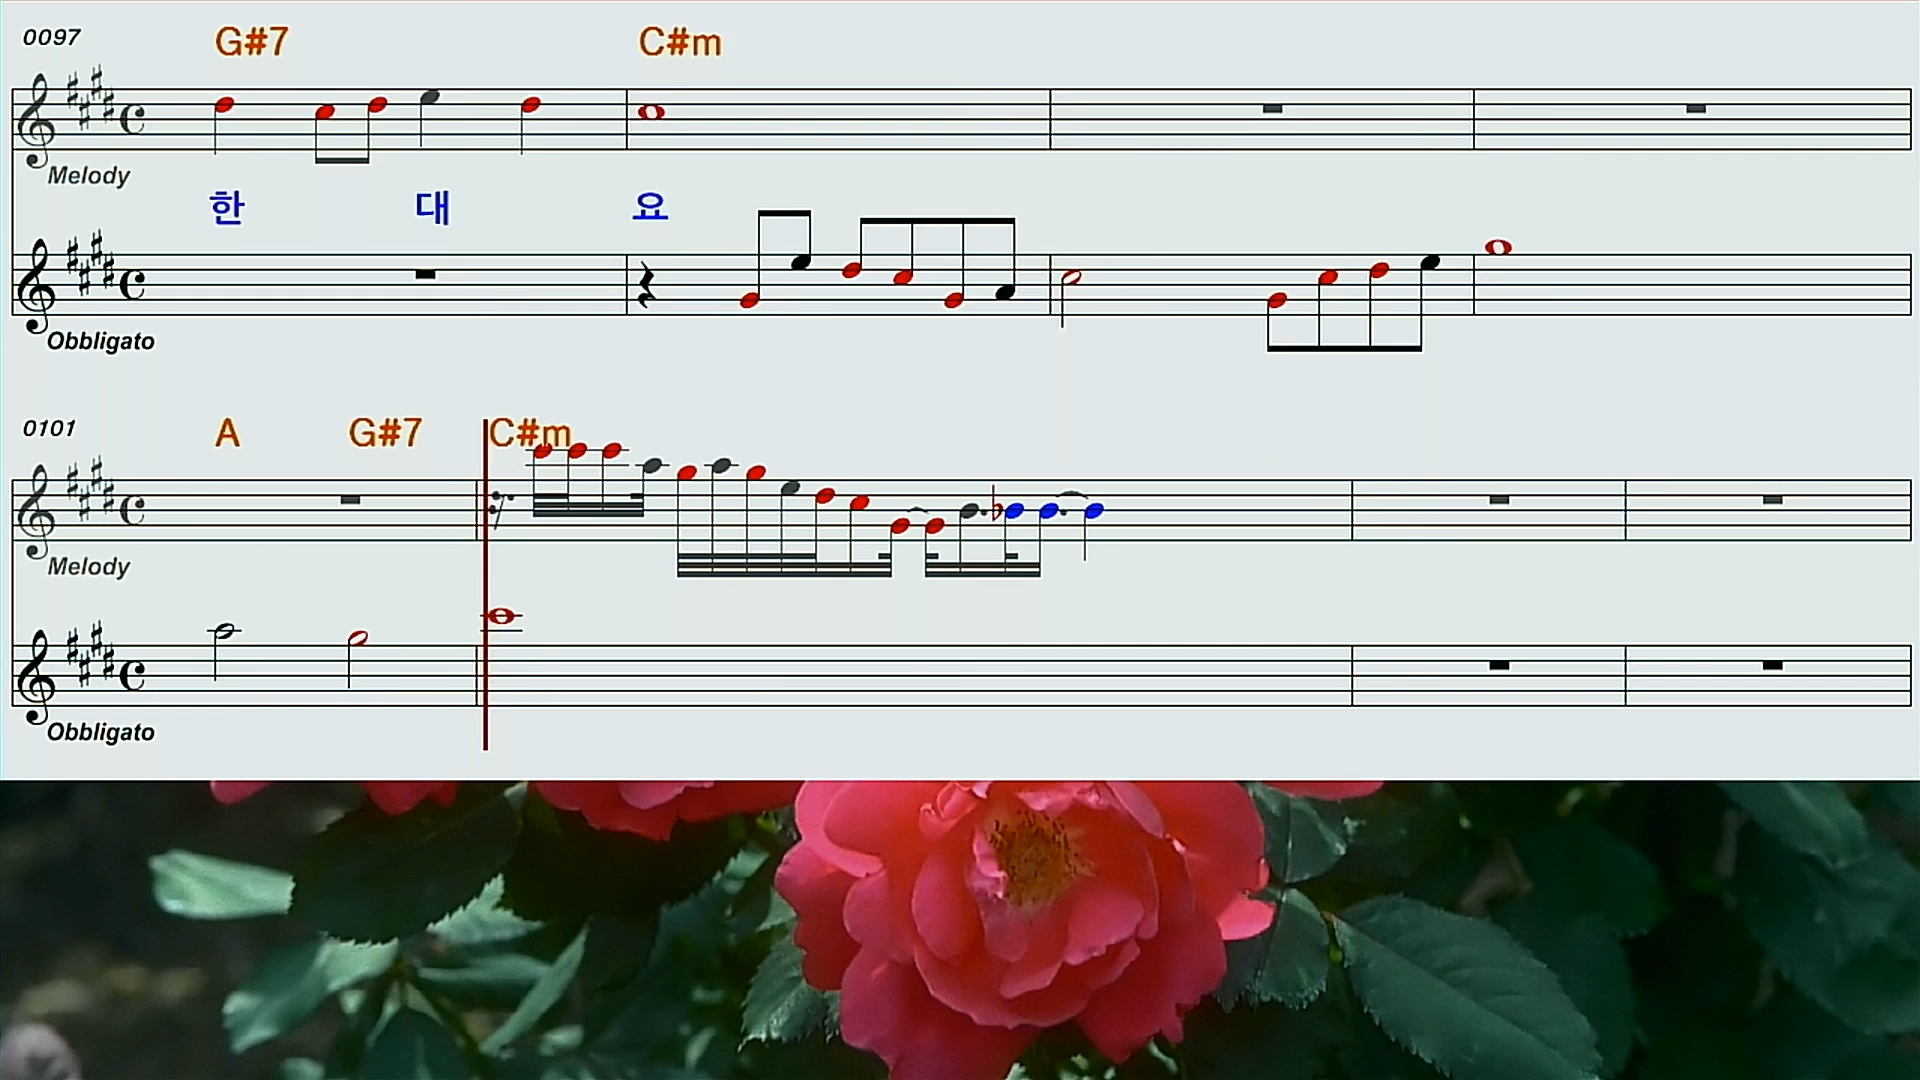 0097 G#7 C#m
Melody
한 대 요
Obbligato
0101 A G#7 C#m
Melody
Obbligato